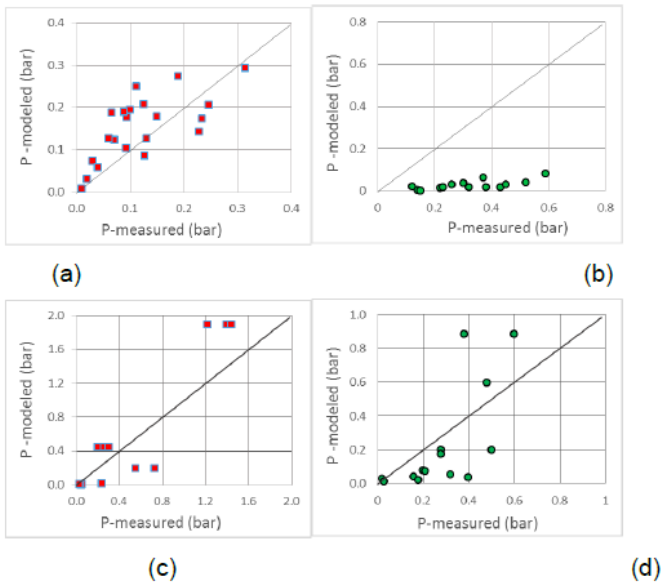 0.4
0.3
0.2
0.1
0.0
0.0 0.1 0.2 0.3 0.4
P -modeled (bar)
P-measured (bar)
(a)
0.8
0.6
0.4
0.2
0
0 0.2 0.4 0.6 0.8
P -modeled (bar)
P-measured (bar)
(b)
2.0
1.6
1.2
0.8
0.4
0.0
0.0 0.4 0.8 1.2 1.6 2.0
P -modeled (bar)
P-measured (bar)
(c)
1.0
0.8
0.6
0.4
0.2
0.0
0 0.2 0.4 0.6 0.8 1
P -modeled (bar)
P-measured (bar)
(d)